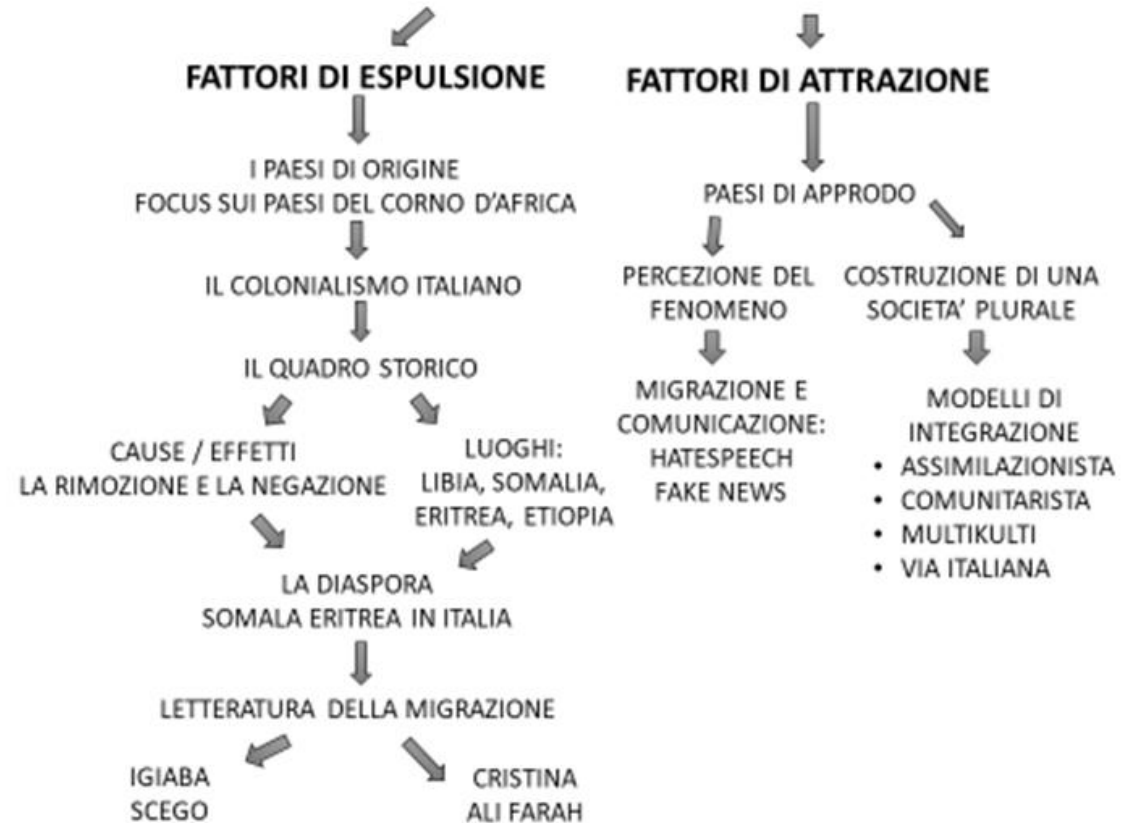 FATTORI DI ESPULSIONE
I PAESI DI ORIGINE
FOCUS SUI PAESI DEL CORNO D'AFRICA
IL COLONIALISMO ITALIANO
IL QUADRO STORICO
CAUSE / EFFETTI
LA RIMOZIONE E LA NEGAZIONE
LUOGHI:
LIBIA, SOMALIA,
ERITREA, ETIOPIA
LA DIASPORA
SOMALA ERITREA IN ITALIA
LETTERATURA DELLA MIGRAZIONE
IGIABA
SCEGO
CRISTINA
ALI FARAH
FATTORI DI ATTRAZIONE
PAESI DI APPRODO
PERCEZIONE DEL
FENOMENO
MIGRAZIONE E
COMUNICAZIONE:
HATESPEECH
FAKE NEWS
COSTRUZIONE DI UNA
SOCIETA' PLURALE
MODELLI DI
INTEGRAZIONE
• ASSIMILAZIONISTA
• COMUNITARISTA
• MULTIKULTI
• VIA ITALIANA